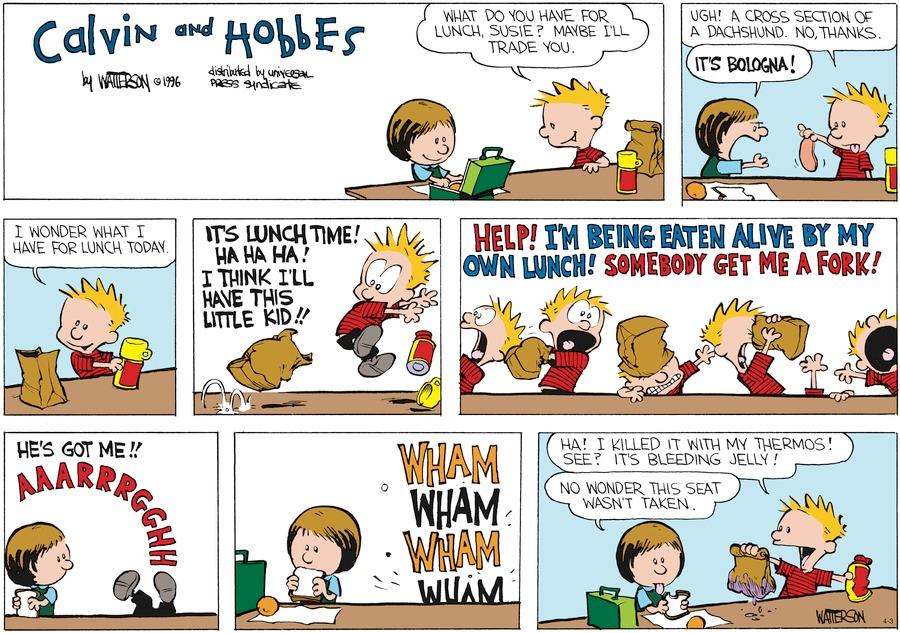 Calvin and HobbEs
by WATTERSON ©1996
distributed by universal
PRESS syndicate
WHAT DO YOU HAVE FOR
LUNCH, SUSIE? MAYBE I'LL
TRADE YOU.
UGH! A CROSS SECTION OF
A DACHSHUND. NO, THANKS.
IT'S BOLOGNA!
I WONDER WHAT I
HAVE FOR LUNCH TODAY.
IT'S LUNCH TIME!
HA HA HA!
I THINK I'LL
HAVE THIS
LITTLE KID!!
HELP! I'M BEING EATEN ALIVE BY MY
OWN LUNCH! SOMEBODY GET ME A FORK!
HE'S GOT ME!!
AAARRRGGHH
WHAM
WHAM
WHAM
WHAM
HA! I KILLED IT WITH MY THERMOS!
SEE? IT'S BLEEDING JELLY!
NO WONDER THIS SEAT
WASN'T TAKEN.
WATTERSON
4-3